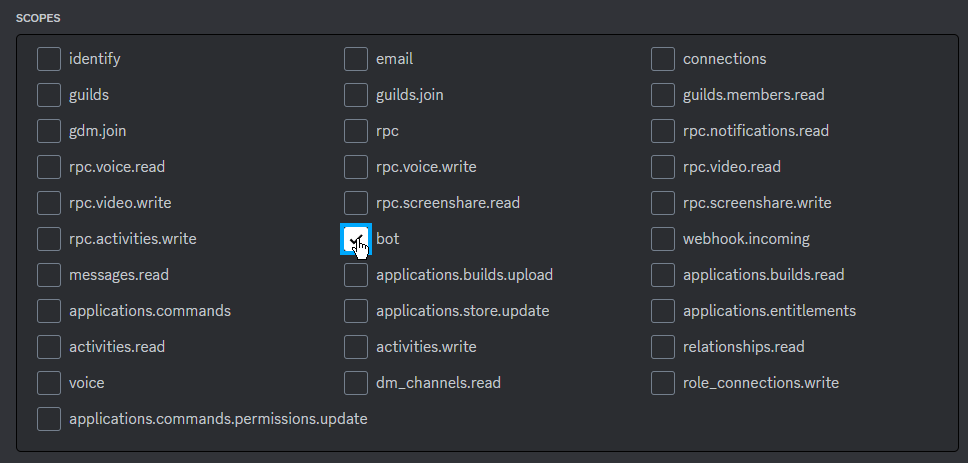 SCOPES
identify email connections
guilds guilds.join guilds.members.read
gdm.join rpc rpc.notifications.read
rpc.voice.read rpc.voice.write rpc.video.read
rpc.video.write rpc.screenshare.read rpc.screenshare.write
rpc.activities.write bot webhook.incoming
messages.read applications.builds.upload applications.builds.read
applications.commands applications.store.update applications.entitlements
activities.read activities.write relationships.read
voice dm_channels.read role_connections.write
applications.commands.permissions.update